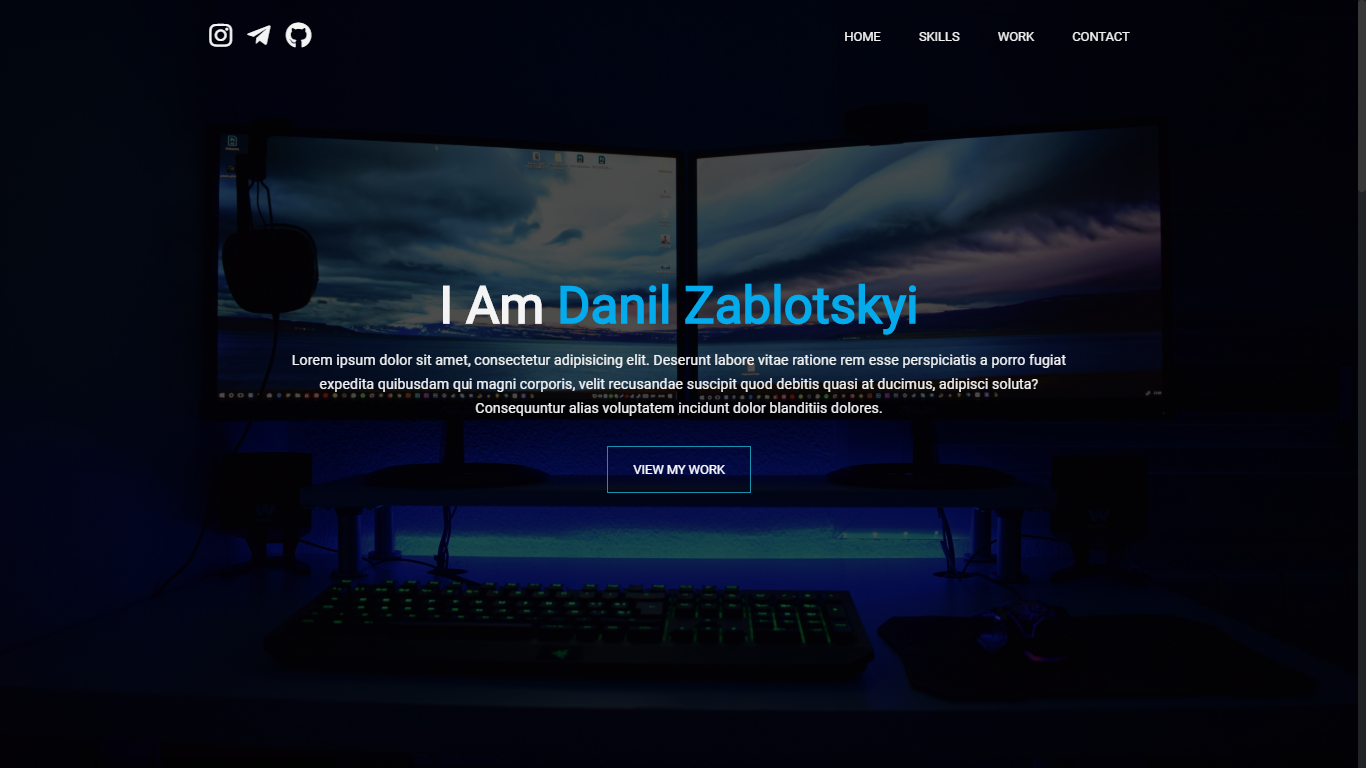 HOME SKILLS WORK CONTACT
I Am Danil Zablotskyi
Lorem ipsum dolor sit amet, consectetur adipisicing elit. Deserunt labore vitae ratione rem esse perspiciatis a porro fugiat
expedita quibusdam qui magni corporis, velit recusandae suscipit quod debitis quasi at ducimus, adipisci soluta?
Consequuntur alias voluptatem incidunt dolor blanditiis dolores.
VIEW MY WORK